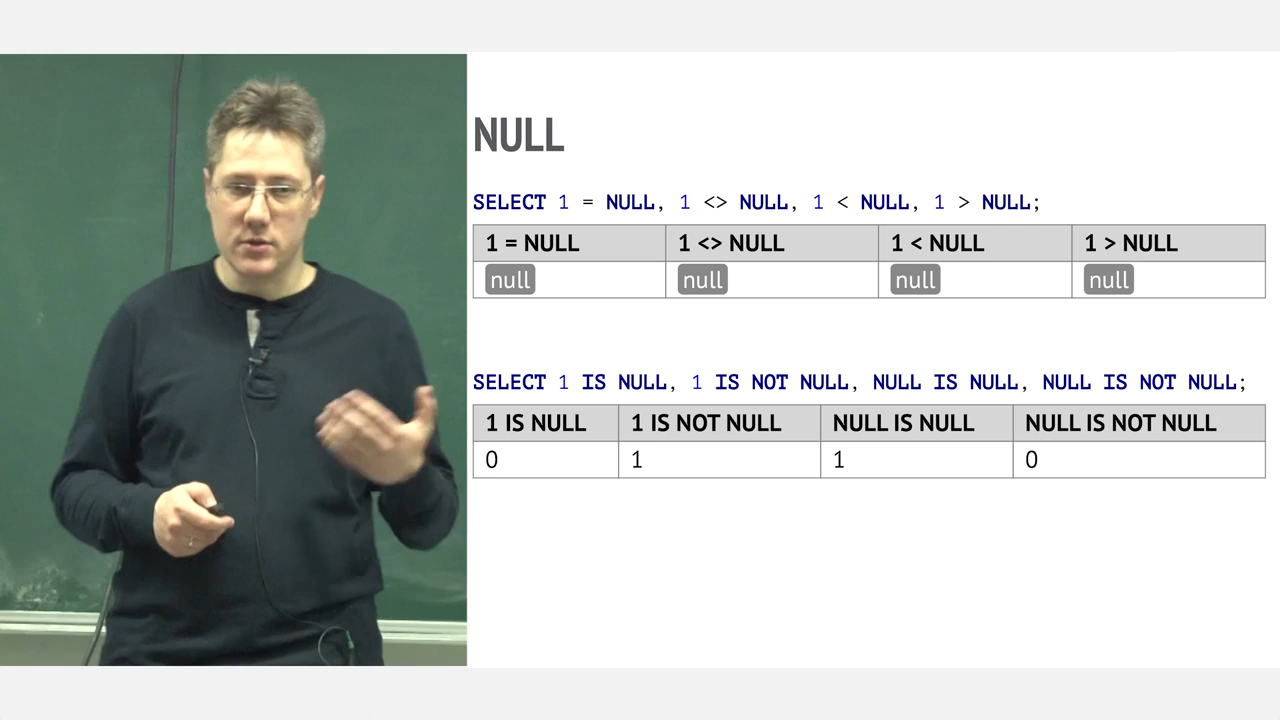 NULL
SELECT 1 = NULL, 1 <> NULL, 1 < NULL, 1 > NULL;
1 = NULL 1 <> NULL 1 < NULL 1 > NULL
null null null null
SELECT 1 IS NULL, 1 IS NOT NULL, NULL IS NULL, NULL IS NOT NULL;
1 IS NULL 1 IS NOT NULL NULL IS NULL NULL IS NOT NULL
0 1 1 0